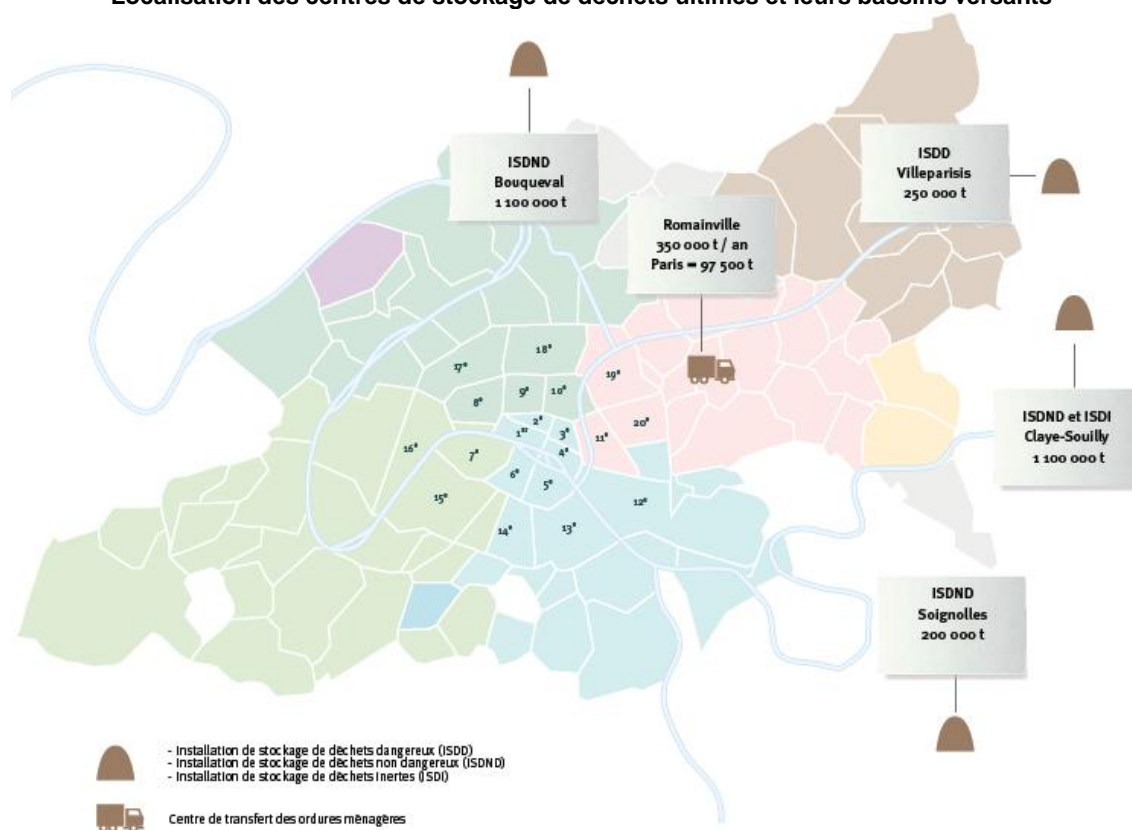 Localisation des centres de stockage de déchets ultimes et leurs bassins versants
ISDND
Bouqueval
1 100 000 t
ISDD
Villeparisis
250 000 t
Romainville
350 000 t / an
Paris = 97 500 t
18e
17e
19e
9e
10e
8e
2e
20e
1er
3e
11e
16e
7e
4e
6e
5e
15e
12e
14e
13e
ISDND et ISDI
Claye-Souilly
1 100 000 t
ISDND
Soignolles
200 000 t
- Installation de stockage de déchets dangereux (ISDD)
- Installation de stockage de déchets non dangereux (ISDND)
- Installation de stockage de déchets inertes (ISDI)
Centre de transfert des ordures ménagères